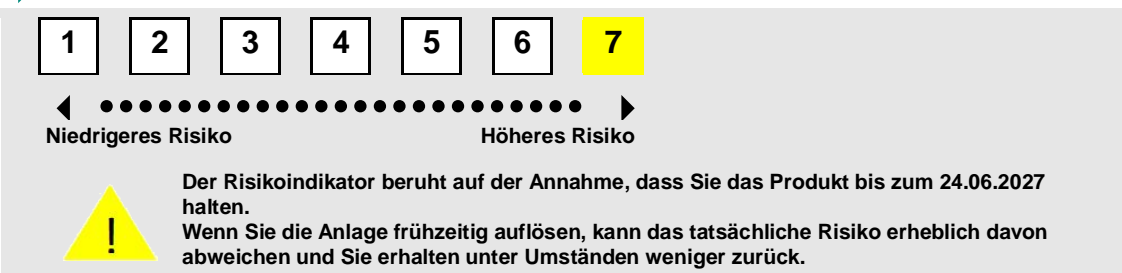 1 2 3 4 5 6 7
Niedrigeres Risiko Höheres Risiko
Der Risikoindikator beruht auf der Annahme, dass Sie das Produkt bis zum 24.06.2027
halten.
Wenn Sie die Anlage frühzeitig auflösen, kann das tatsächliche Risiko erheblich davon
abweichen und Sie erhalten unter Umständen weniger zurück.
!